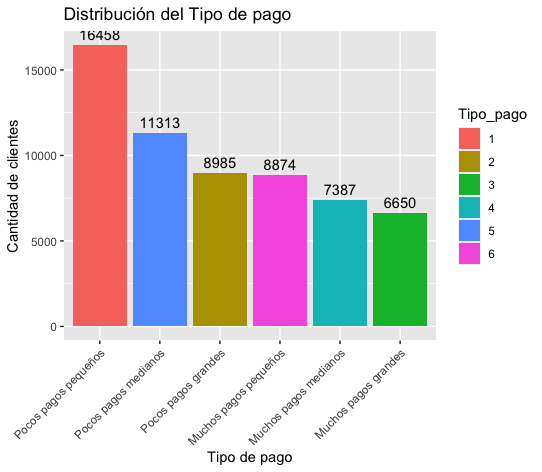 Distribución del Tipo de pago
16458
11313
8985
8874
7387
6650
15000
10000
5000
0
Cantidad de clientes
Pocos pagos pequeños
Pocos pagos medianos
Pocos pagos grandes
Muchos pagos pequeños
Muchos pagos medianos
Muchos pagos grandes
Tipo de pago
Tipo_pago
1
2
3
4
5
6